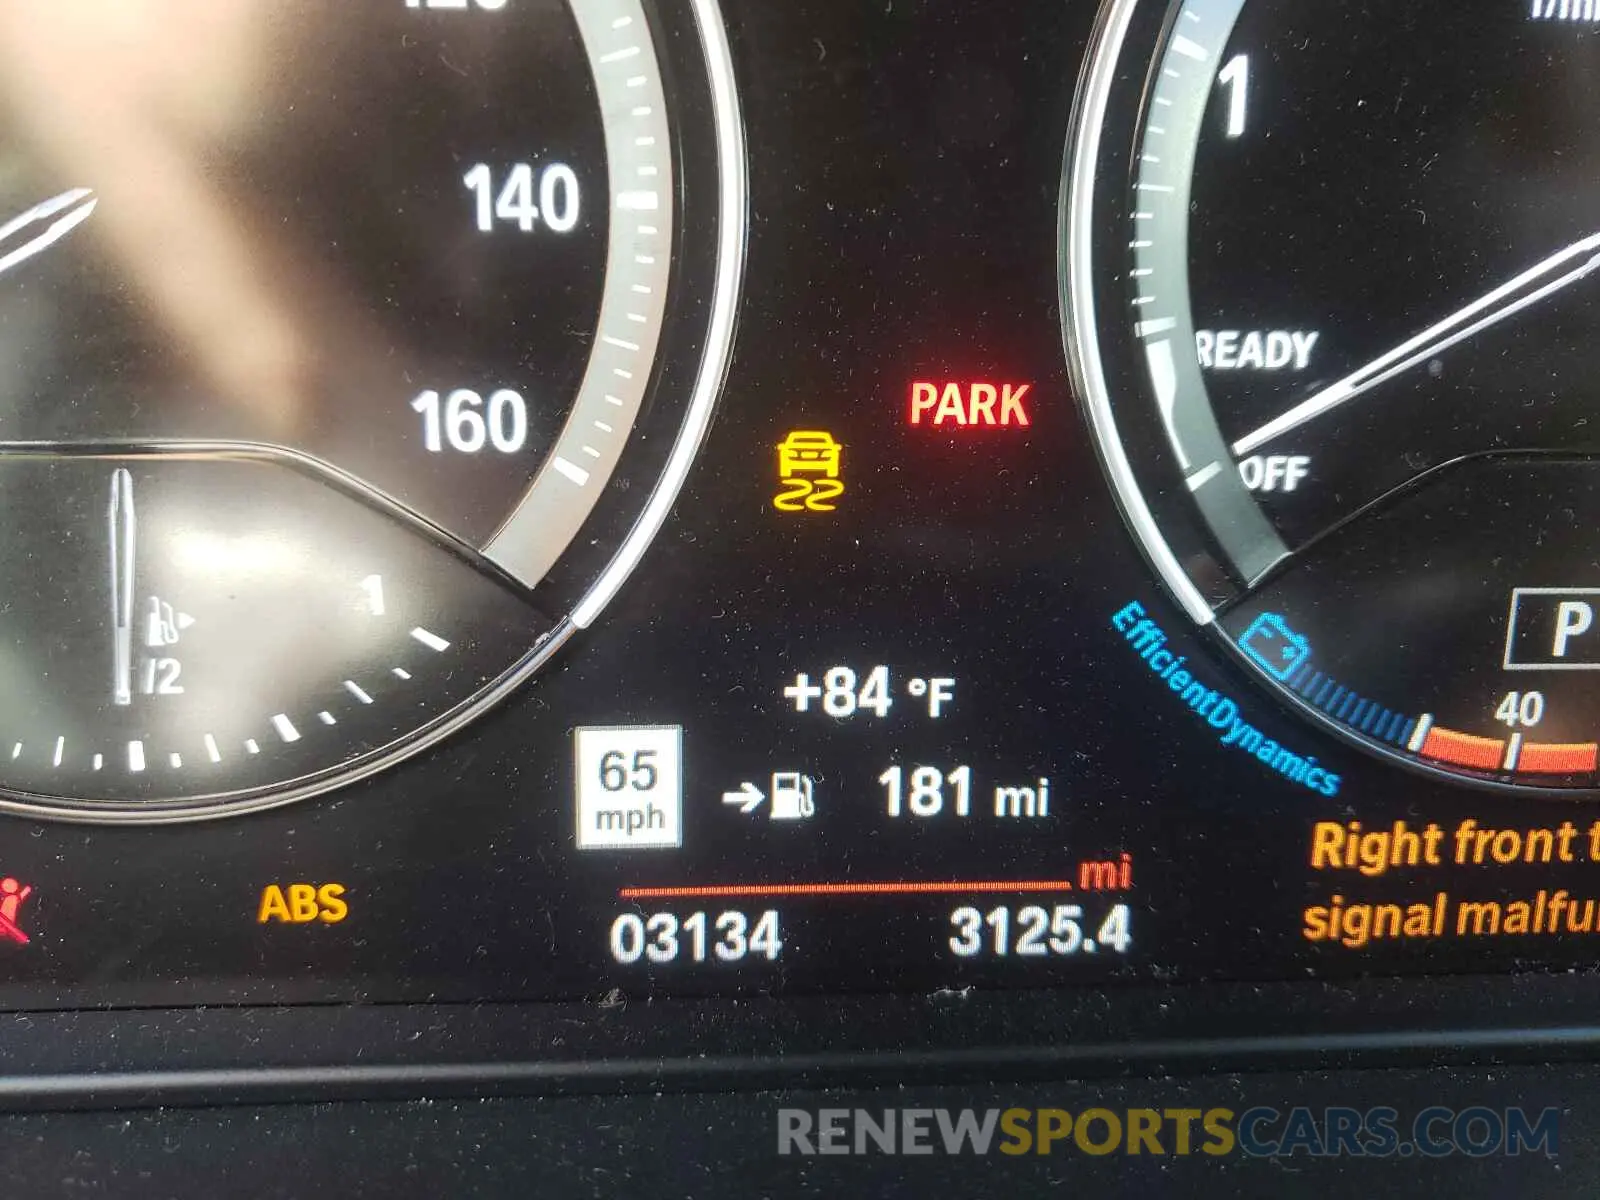 140
160
1
1/2
1
READY
OFF
PARK
P
EfficientDynamics
40
+84 °F
65
mph
181 mi
mi
ABS
03134
3125.4
Right front
signal
RENEWSPORTSCARS.COM